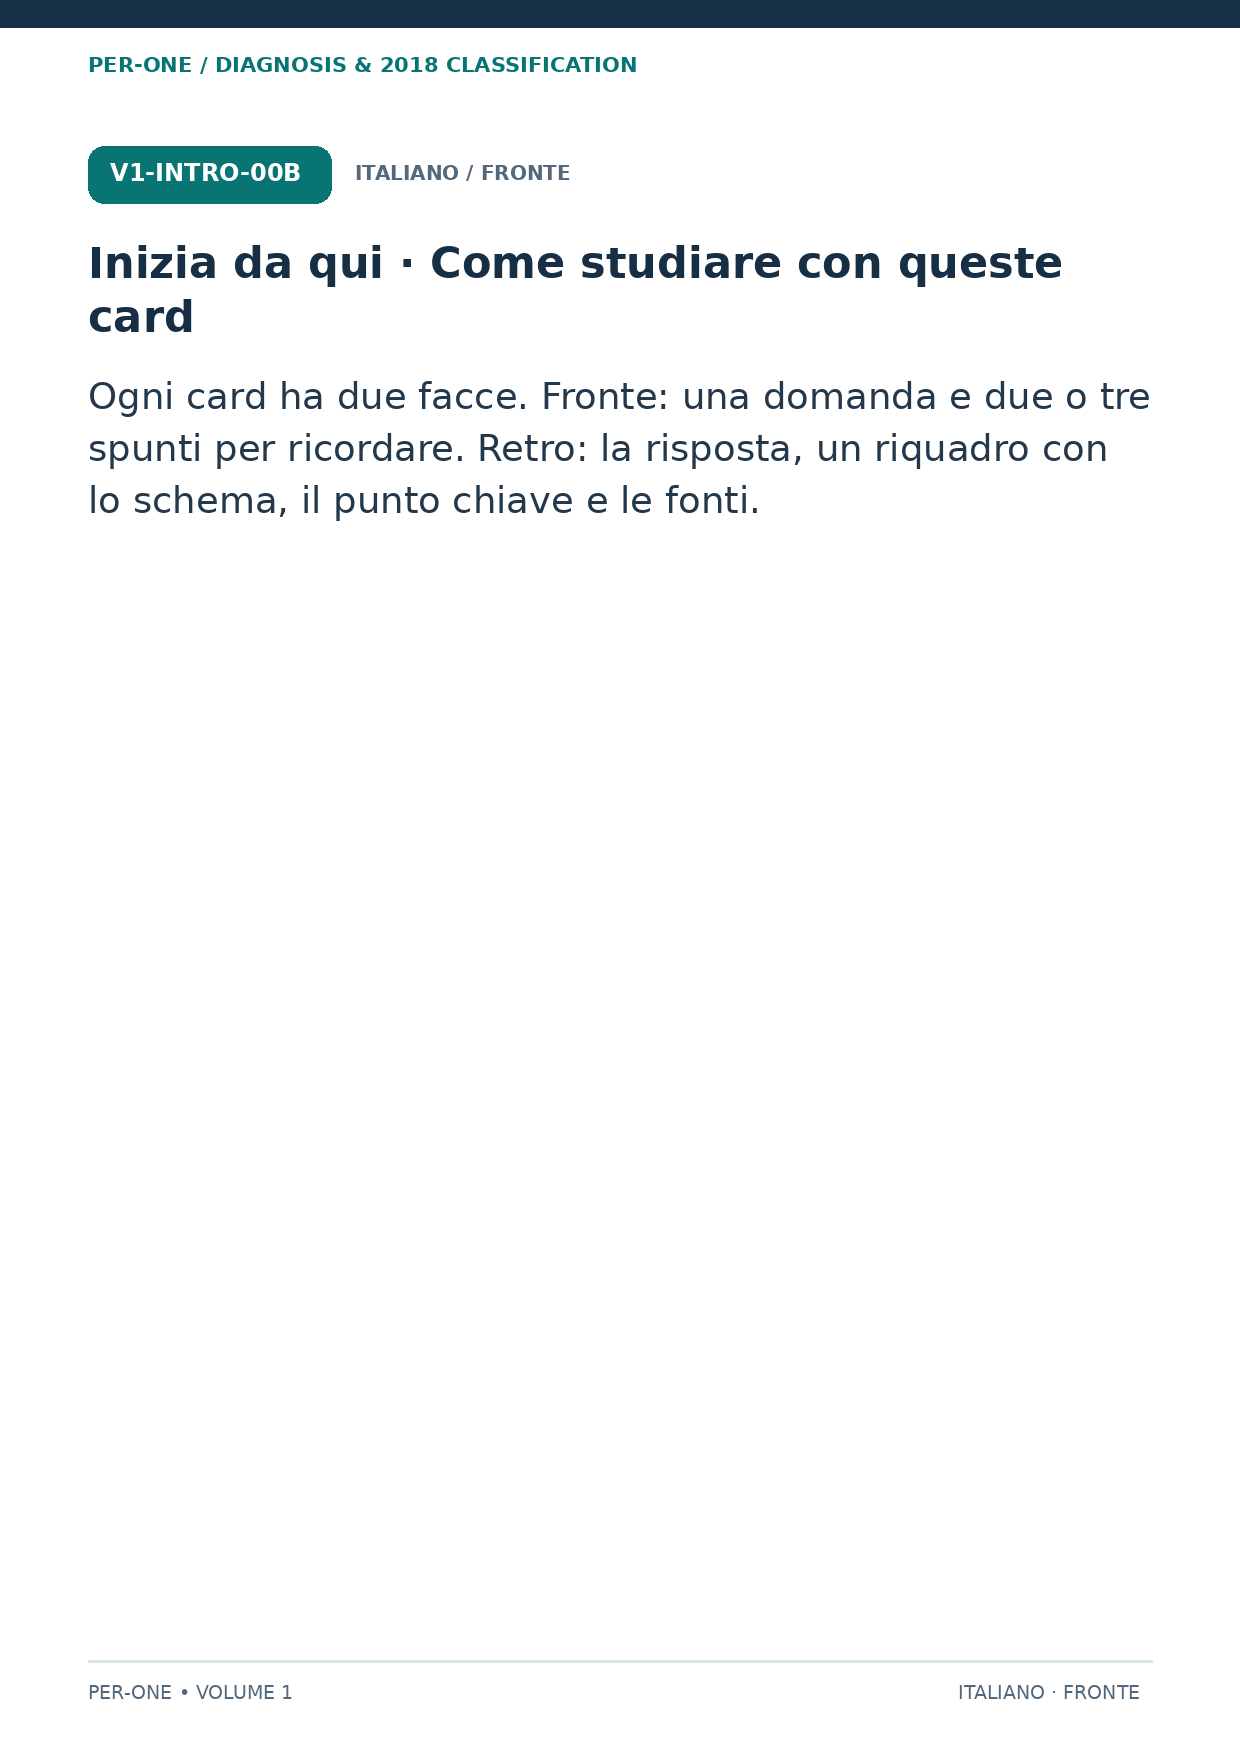 PER-ONE / DIAGNOSIS & 2018 CLASSIFICATION
V1-INTRO-00B
ITALIANO / FRONTE
Inizia da qui · Come studiare con queste
card
Ogni card ha due facce. Fronte: una domanda e due o tre
spunti per ricordare. Retro: la risposta, un riquadro con
lo schema, il punto chiave e le fonti.
PER-ONE • VOLUME 1
ITALIANO · FRONTE